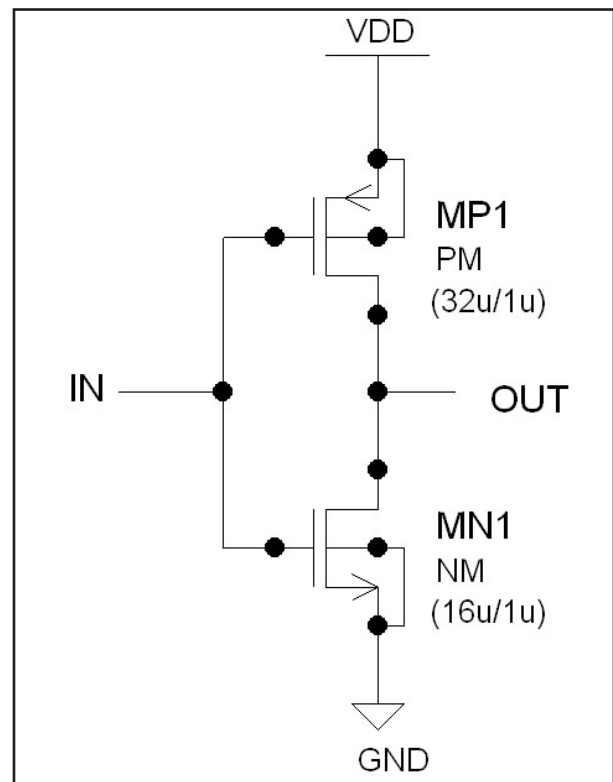 VDD
MP1
PM
(32u/1u)
IN
OUT
MN1
NM
(16u/1u)
GND